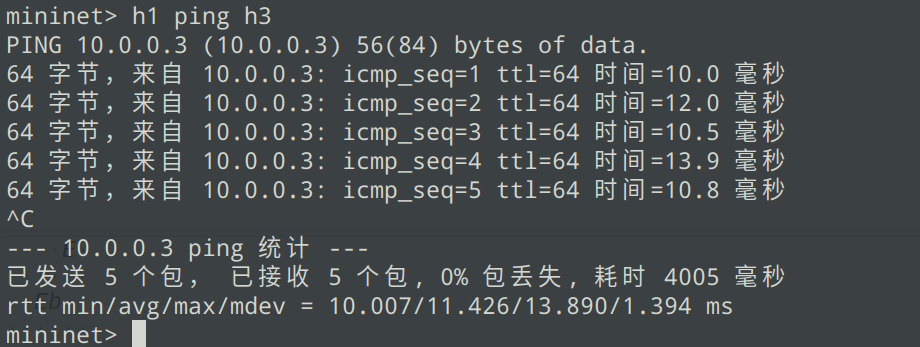 mininet> h1 ping h3
PING 10.0.0.3 (10.0.0.3) 56(84) bytes of data.
64 字节，来自 10.0.0.3: icmp_seq=1 ttl=64 时间=10.0 毫秒
64 字节，来自 10.0.0.3: icmp_seq=2 ttl=64 时间=12.0 毫秒
64 字节，来自 10.0.0.3: icmp_seq=3 ttl=64 时间=10.5 毫秒
64 字节，来自 10.0.0.3: icmp_seq=4 ttl=64 时间=13.9 毫秒
64 字节，来自 10.0.0.3: icmp_seq=5 ttl=64 时间=10.8 毫秒
^C
--- 10.0.0.3 ping 统计 ---
已发送 5 个包， 已接收 5 个包, 0% 包丢失, 耗时 4005 毫秒
rtt min/avg/max/mdev = 10.007/11.426/13.890/1.394 ms
mininet>